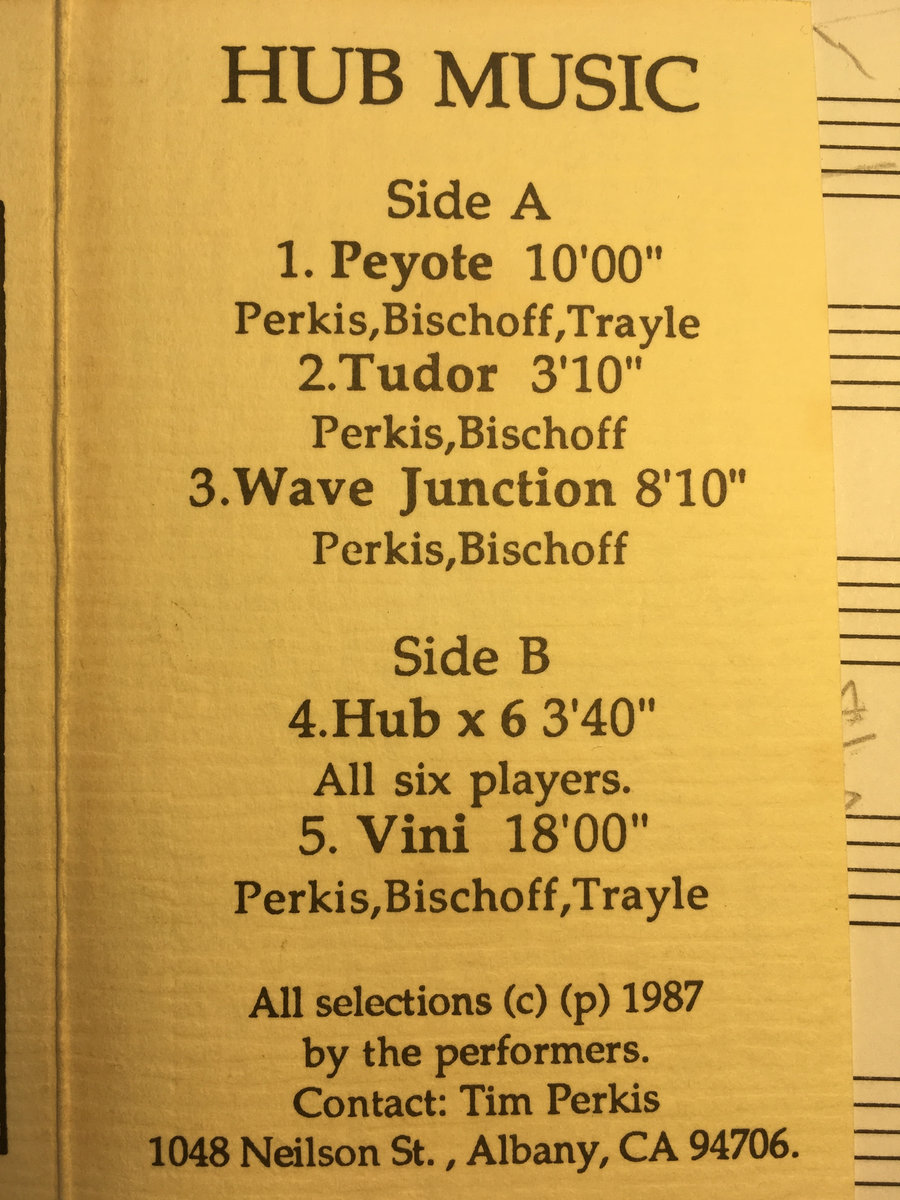 HUB MUSIC
Side A
1. Peyote 10'00"
Perkis,Bischoff,Trayle
2.Tudor 3'10"
Perkis,Bischoff
3.Wave Junction 8'10"
Perkis,Bischoff
Side B
4.Hub x 6 3'40"
All six players.
5. Vini 18'00"
Perkis,Bischoff,Trayle
All selections (c) (p) 1987
by the performers.
Contact: Tim Perkis
1048 Neilson St. , Albany, CA 94706.